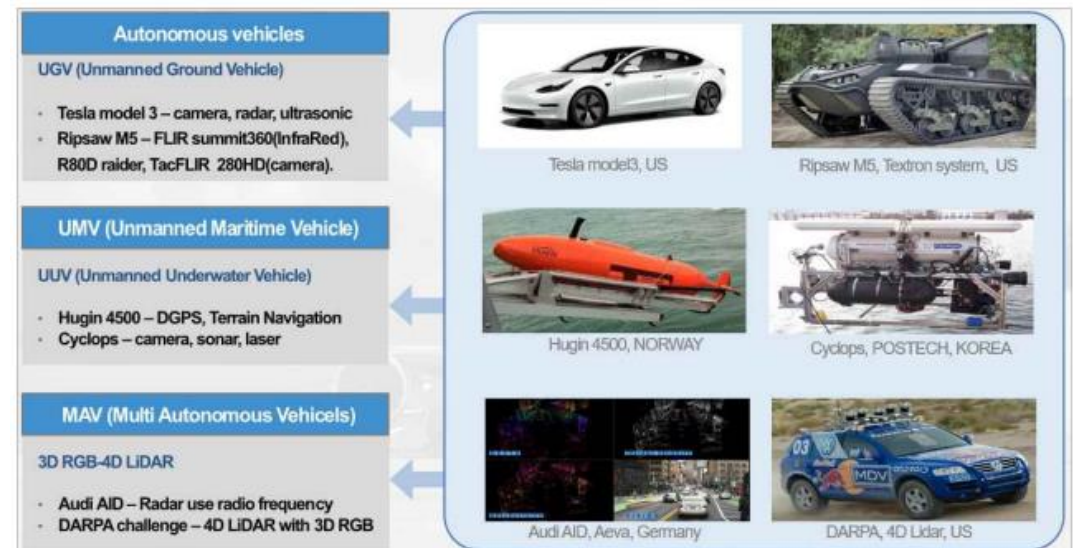 Autonomous vehicles
UGV (Unmanned Ground Vehicle)
• Tesla model 3 – camera, radar, ultrasonic
• Ripsaw M5 – FLIR summit360(InfraRed),
R80D raider, TacFLIR 280HD(camera).
Tesla model3, US
Ripsaw M5, Textron system, US
UMV (Unmanned Maritime Vehicle)
UUV (Unmanned Underwater Vehicle)
• Hugin 4500 – DGPS, Terrain Navigation
• Cyclops – camera, sonar, laser
Hugin 4500, NORWAY
Cyclops, POSTECH, KOREA
MAV (Multi Autonomous Vehicels)
3D RGB-4D LiDAR
• Audi AID – Radar use radio frequency
• DARPA challenge – 4D LiDAR with 3D RGB
03
Red Bull
MDV
Audi AID, Aeva, Germany
DARPA, 4D Lidar, US